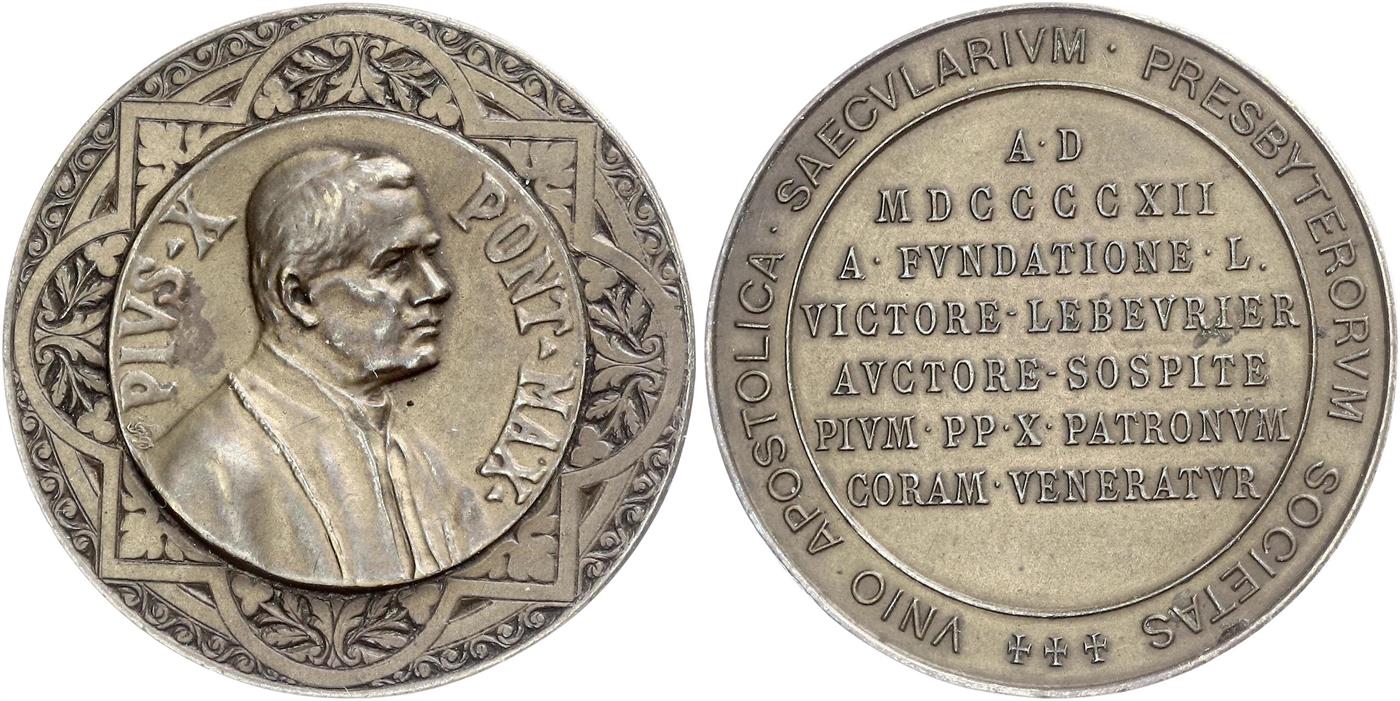 PIVS·X
PONT·MAX·
VNIO·APOSTOLICA·SAECVLARIVM·PRESBYTERORVM SOCIETAS
A·D
MDCCCCXII
A·FVNDATIONE·L.
VICTORE-LEBEVRIER
AVCTORE-SOSPITE
PIVM·PP·X·PATRONVM
CORAM·VENERATVR